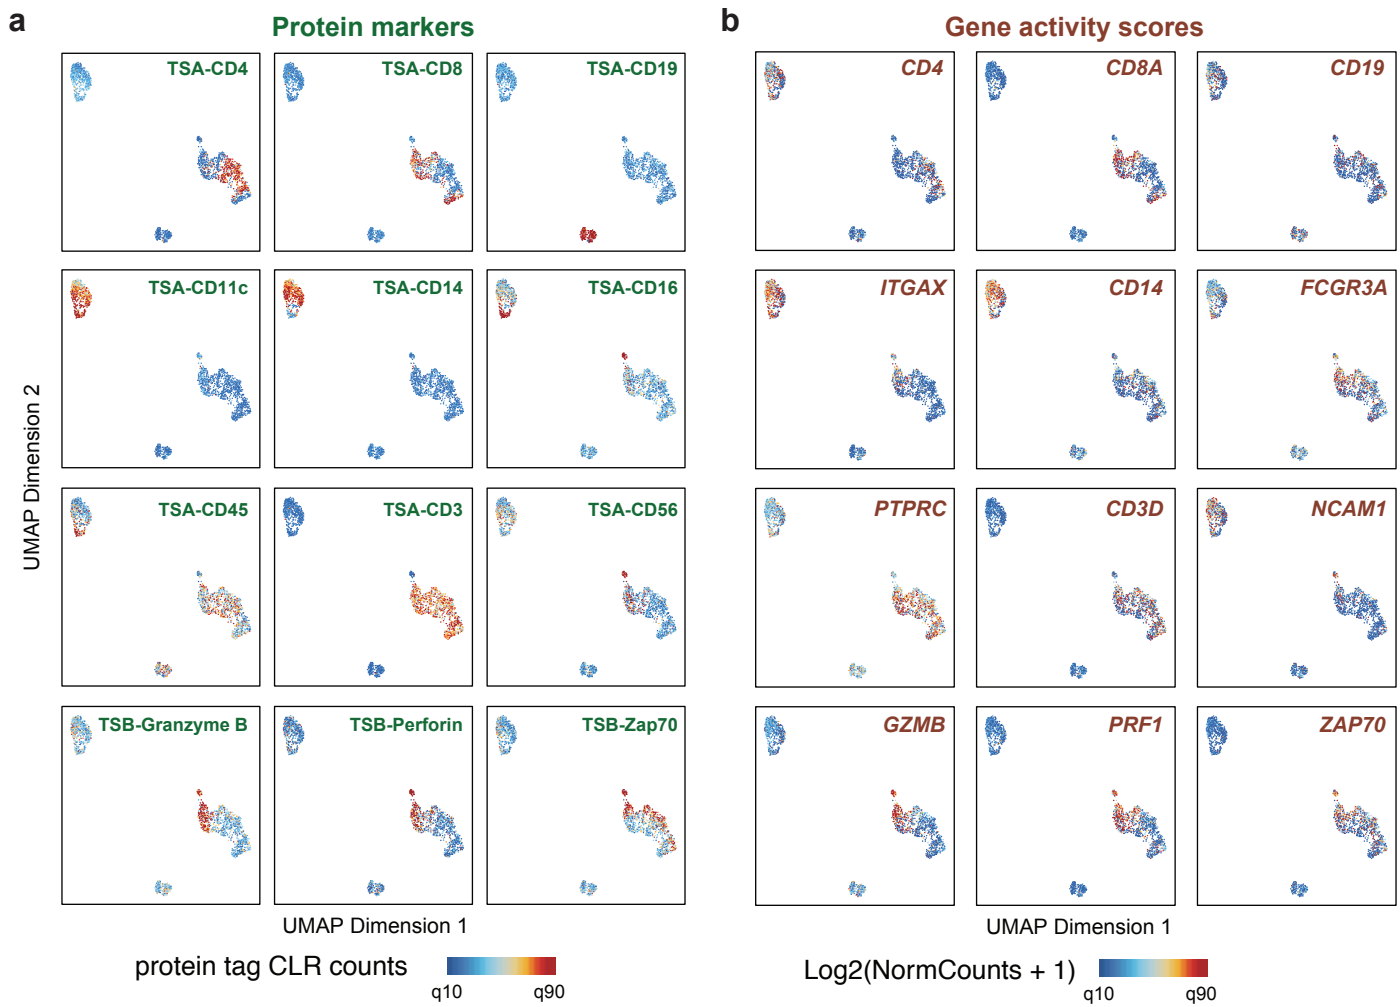 a
Protein markers
TSA-CD4
TSA-CD8
TSA-CD19
TSA-CD11c
TSA-CD14
TSA-CD16
TSA-CD45
TSA-CD3
TSA-CD56
TSB-Granzyme B
TSB-Perforin
TSB-Zap70
UMAP Dimension 2
UMAP Dimension 1
protein tag CLR counts
q10
q90
b
Gene activity scores
CD4
CD8A
CD19
ITGAX
CD14
FCGR3A
PTPRC
CD3D
NCAM1
GZMB
PRF1
ZAP70
UMAP Dimension 1
Log2(NormCounts + 1)
q10
q90